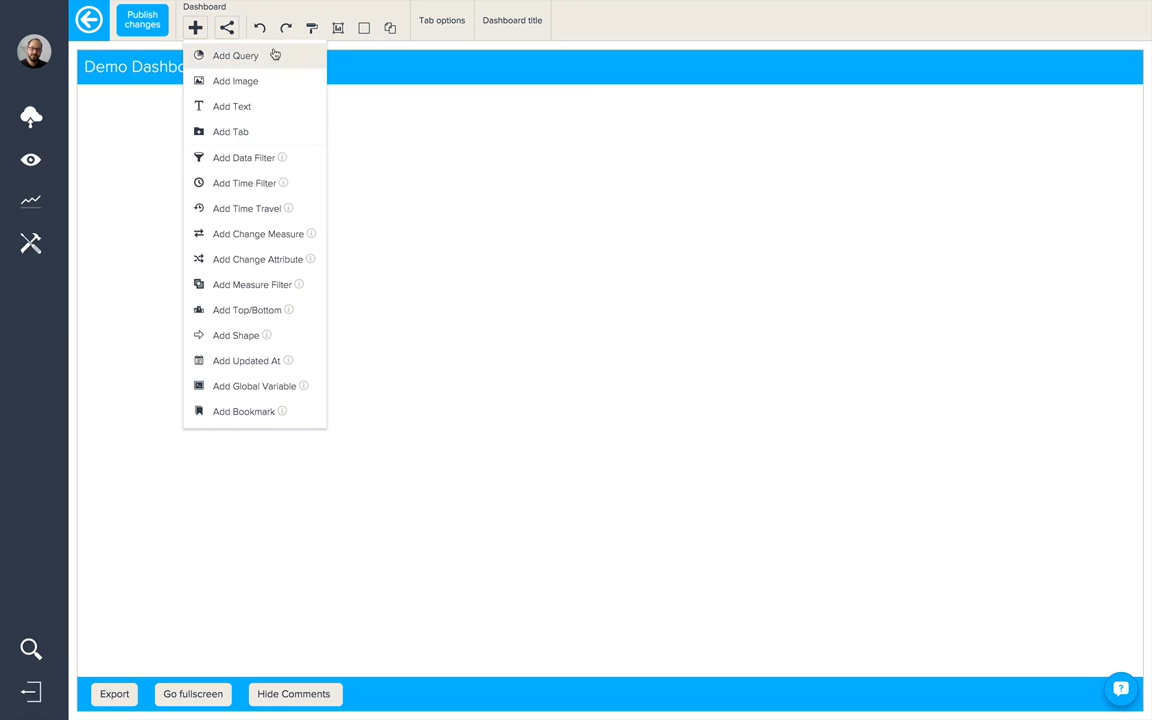 Publish
changes
Dashboard
Tab options
Dashboard title
Demo Dashbo
Add Query
Add Image
Add Text
Add Tab
Add Data Filter
Add Time Filter
Add Time Travel
Add Change Measure
Add Change Attribute
Add Measure Filter
Add Top/Bottom
Add Shape
Add Updated At
Add Global Variable
Add Bookmark
Export
Go fullscreen
Hide Comments